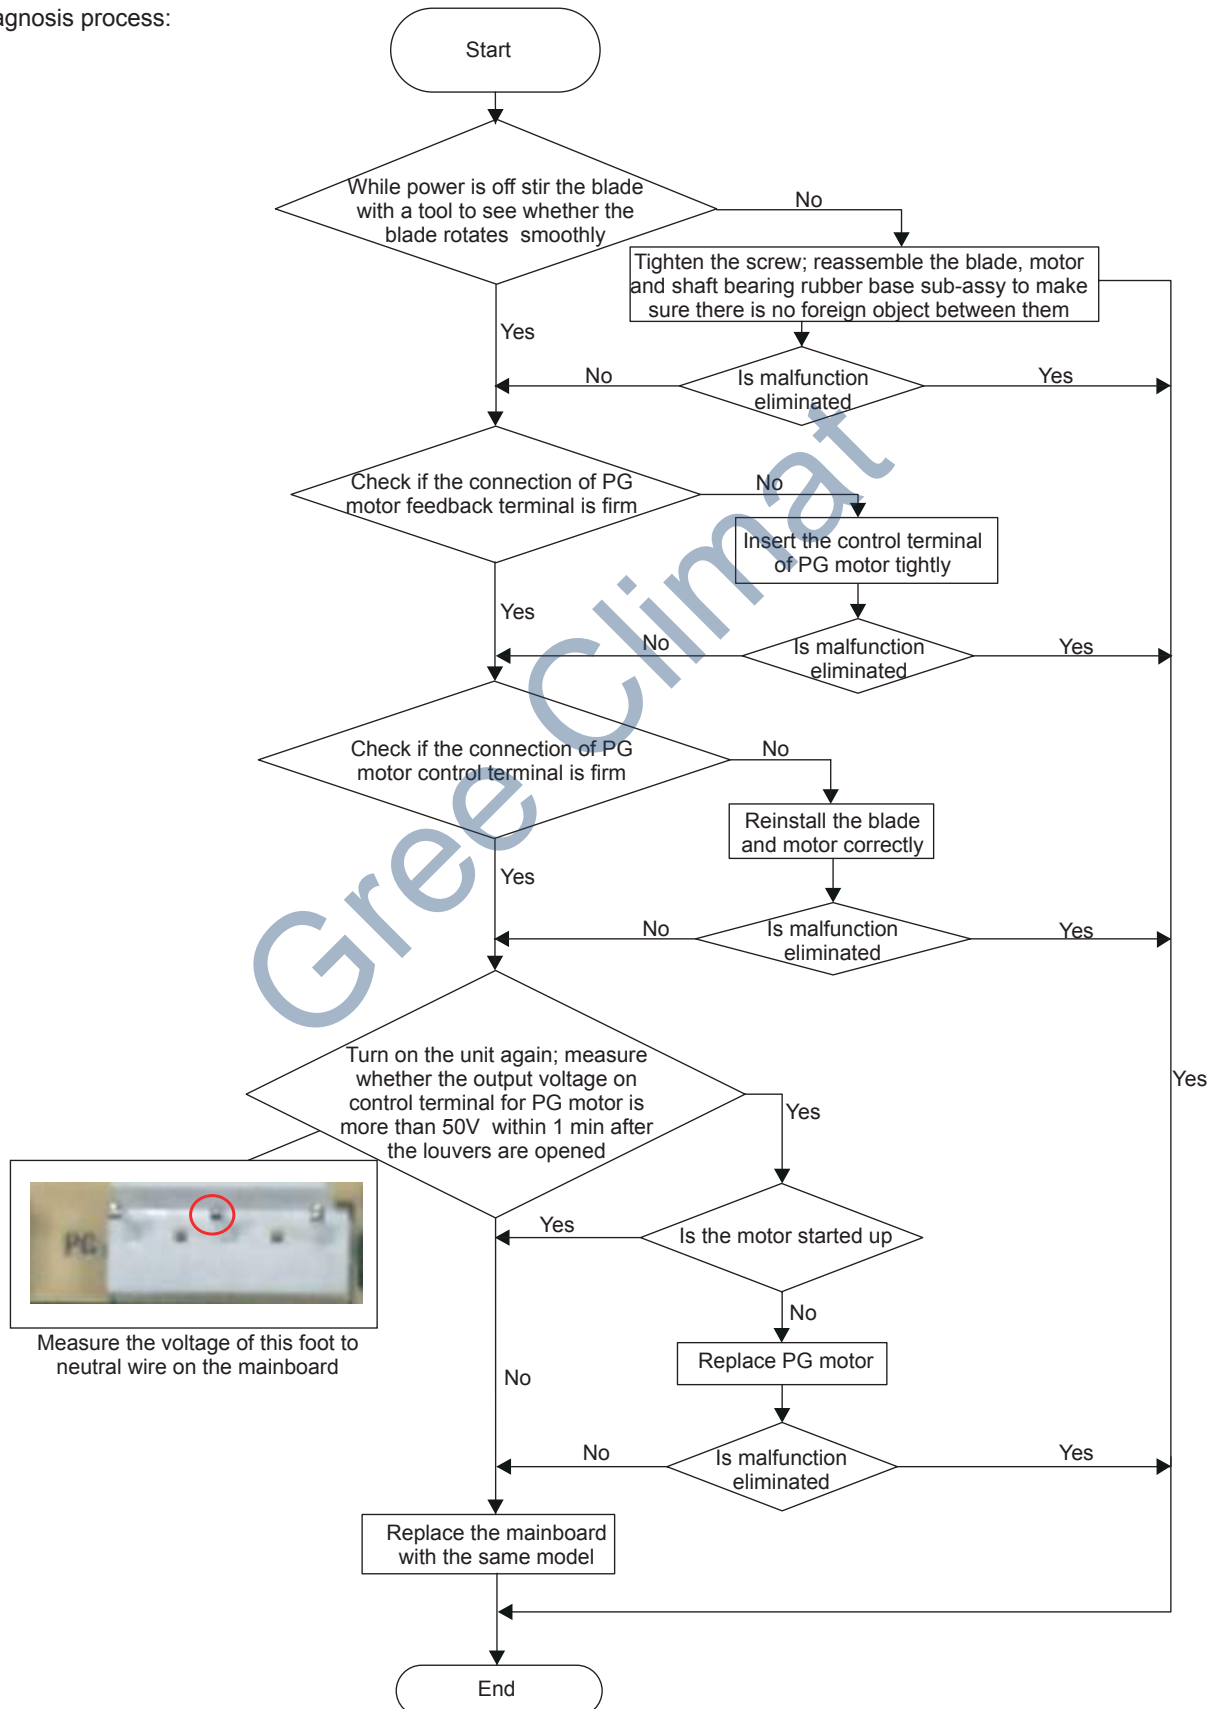 agnosis process:
Start
While power is off stir the blade
with a tool to see whether the
blade rotates smoothly
No
Tighten the screw; reassemble the blade, motor
and shaft bearing rubber base sub-assy to make
sure there is no foreign object between them
Yes
No
Is malfunction
eliminated
Yes
Check if the connection of PG
motor feedback terminal is firm
No
Insert the control terminal
of PG motor tightly
Yes
No
Is malfunction
eliminated
Yes
Check if the connection of PG
motor control terminal is firm
No
Reinstall the blade
and motor correctly
Yes
No
Is malfunction
eliminated
Yes
Turn on the unit again; measure
whether the output voltage on
control terminal for PG motor is
more than 50V within 1 min after
the louvers are opened
Yes
Yes
PG
Measure the voltage of this foot to
neutral wire on the mainboard
Yes
Is the motor started up
No
Replace PG motor
No
No
Is malfunction
eliminated
Yes
Replace the mainboard
with the same model
End
Gree Climat